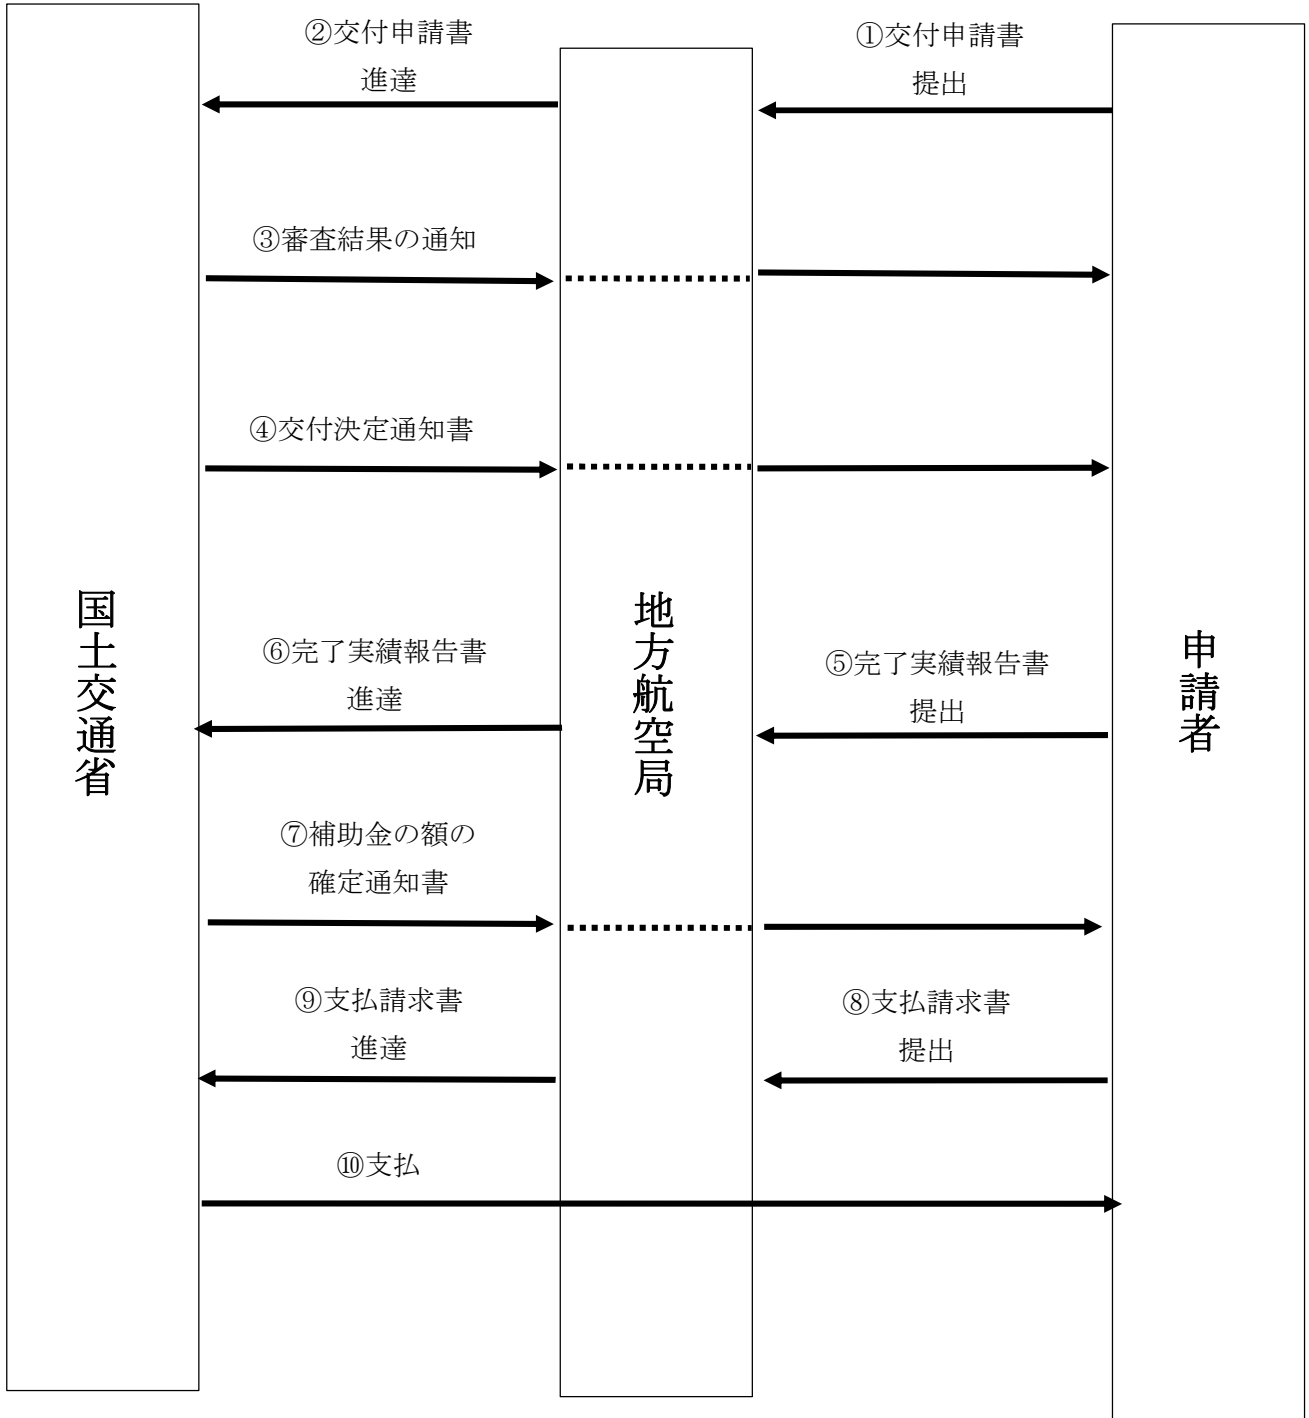 ②交付申請書
進達
①交付申請書
提出
③審査結果の通知
④交付決定通知書
国土交通省
地方航空局
申請者
⑥完了実績報告書
進達
⑤完了実績報告書
提出
⑦補助金の額の
確定通知書
⑨支払請求書
進達
⑧支払請求書
提出
⑩支払